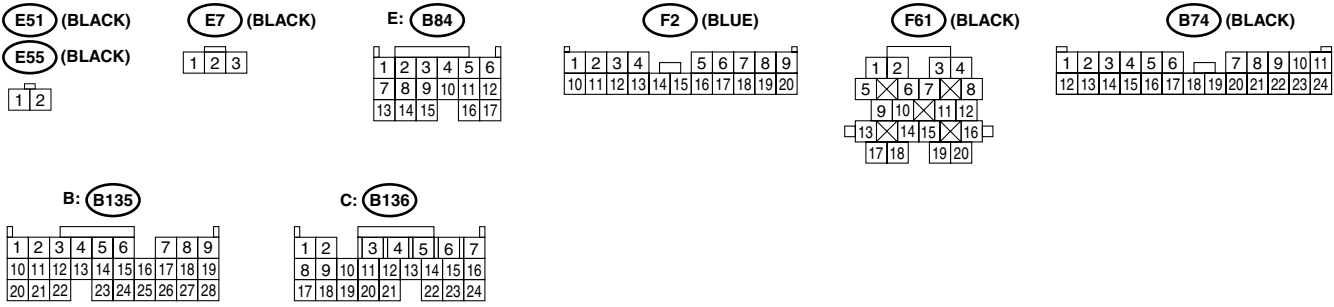 E51 (BLACK)
E55 (BLACK)
1 2
E7 (BLACK)
1 2 3
E: B84
1 2 3 4 5 6
7 8 9 10 11 12
13 14 15 16 17
F2 (BLUE)
1 2 3 4 5 6 7 8 9
10 11 12 13 14 15 16 17 18 19 20
F61 (BLACK)
1 2 3 4
5 6 7 8
9 10 11 12
13 14 15 16
17 18 19 20
B74 (BLACK)
1 2 3 4 5 6 7 8 9 10 11
12 13 14 15 16 17 18 19 20 21 22 23 24
B: B135
1 2 3 4 5 6 7 8 9
10 11 12 13 14 15 16 17 18 19
20 21 22 23 24 25 26 27 28
C: B136
1 2 3 4 5 6 7
8 9 10 11 12 13 14 15 16
17 18 19 20 21 22 23 24